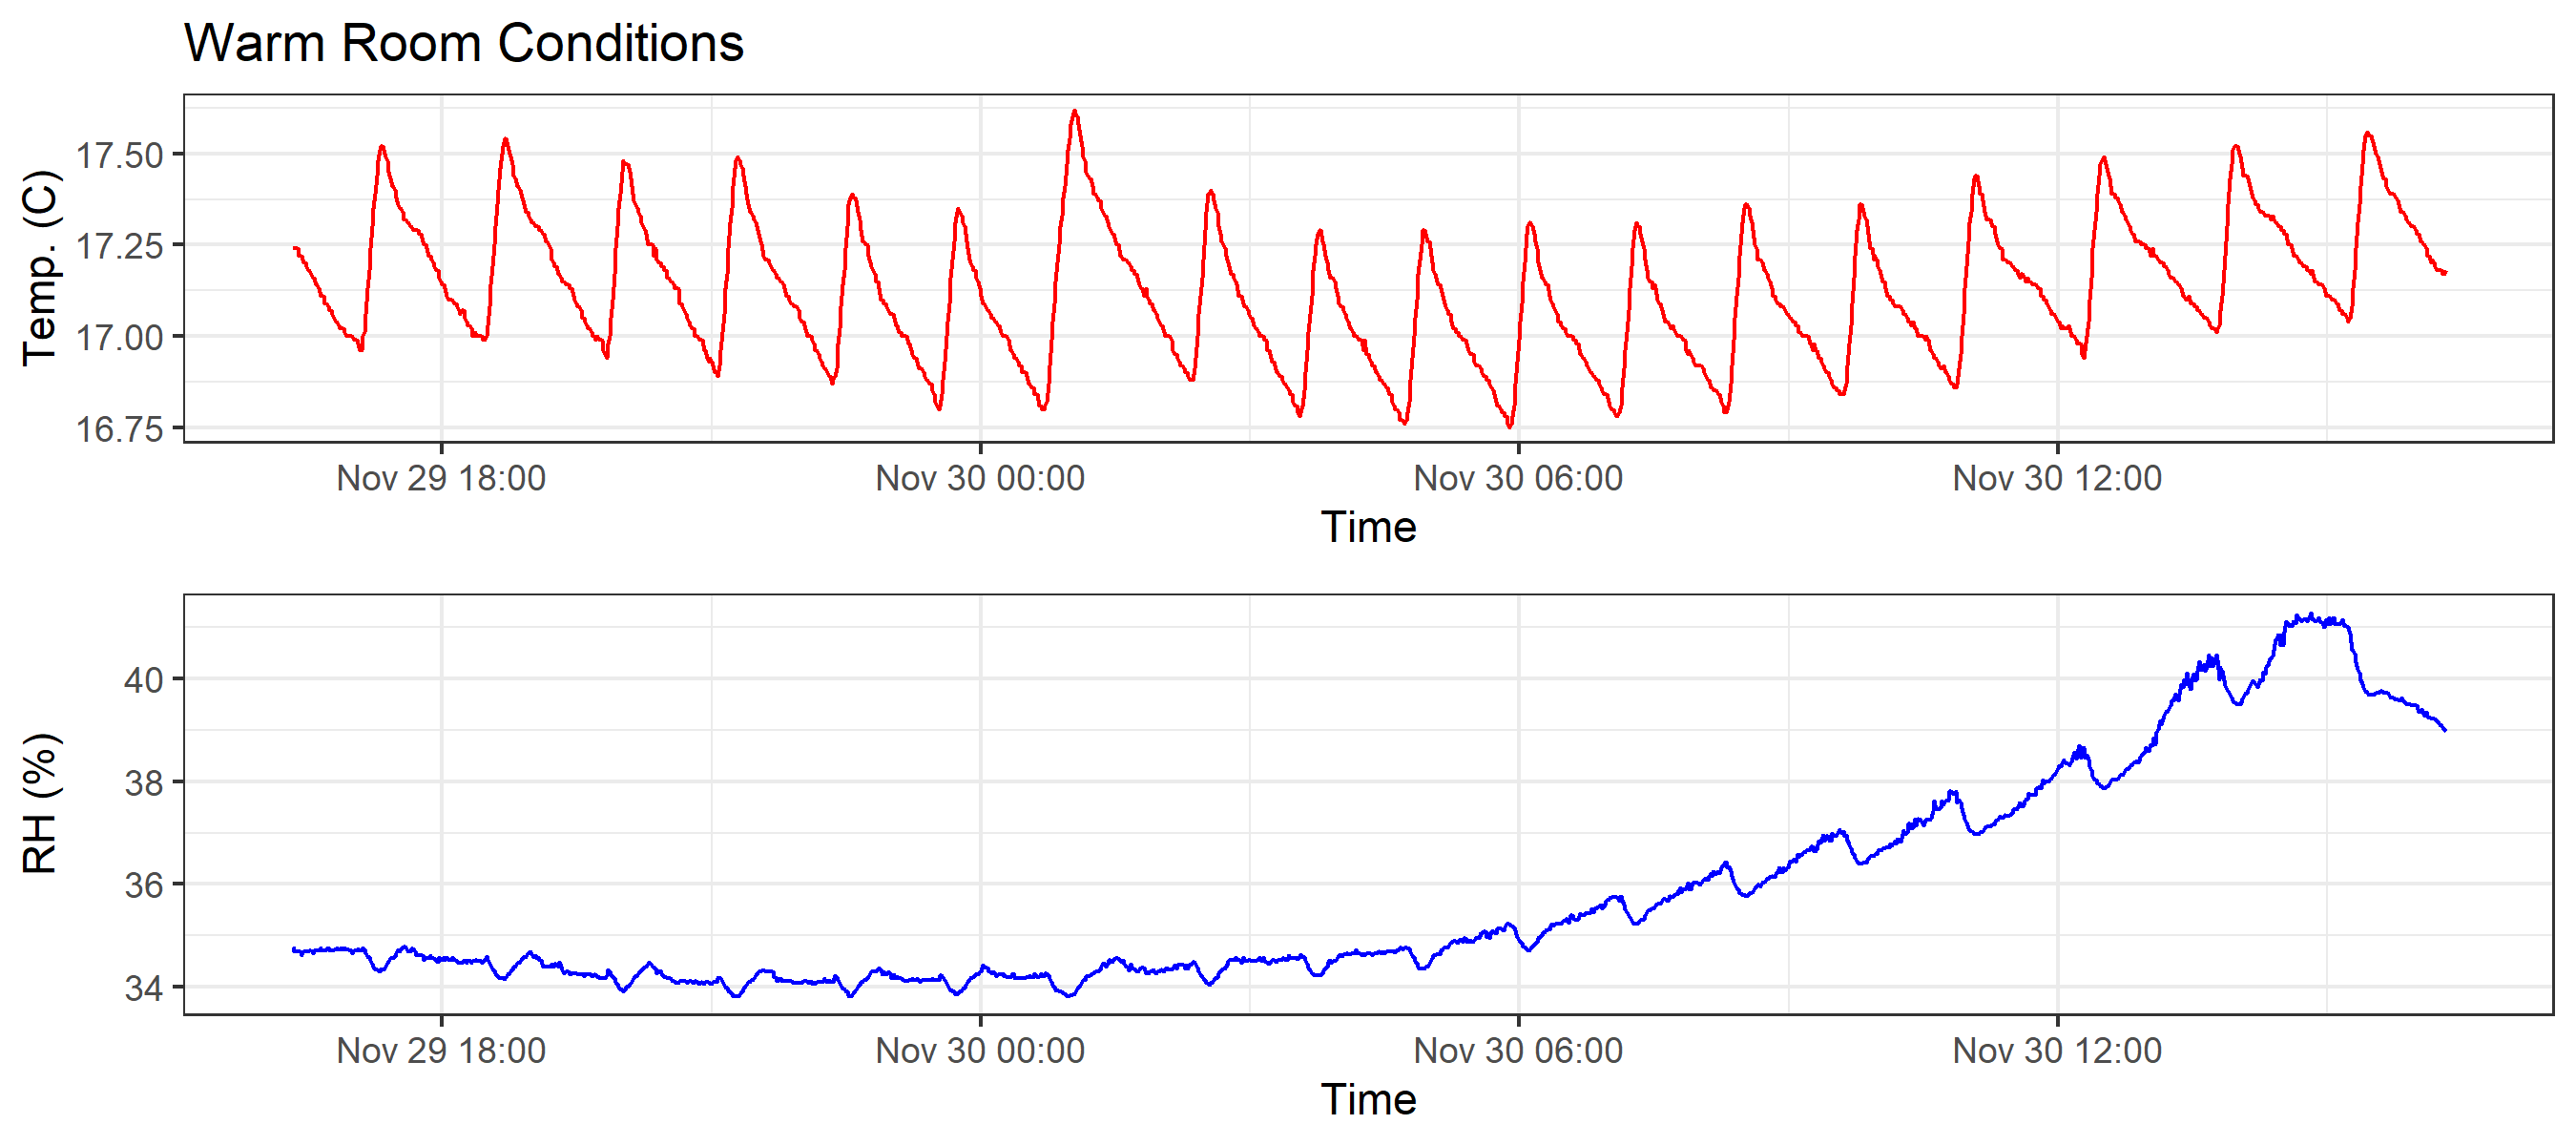 Warm Room Conditions
Temp. (C)
17.50
17.25
17.00
16.75
Nov 29 18:00 Nov 30 00:00 Nov 30 06:00 Nov 30 12:00
Time
RH (%)
40
38
36
34
Nov 29 18:00 Nov 30 00:00 Nov 30 06:00 Nov 30 12:00
Time